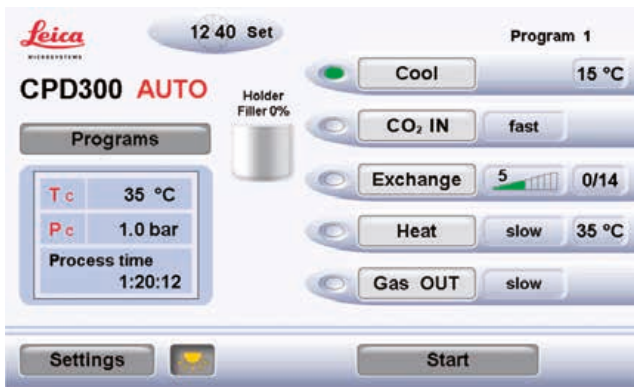 Leica
MICROSYSTEMS
12 40 Set
Program 1
CPD300 AUTO
Holder
Filler 0%
Programs
Tc 35 °C
Pc 1.0 bar
Process time
1:20:12
Cool 15 °C
CO₂ IN fast
Exchange 5 0/14
Heat slow 35 °C
Gas OUT slow
Settings
Start